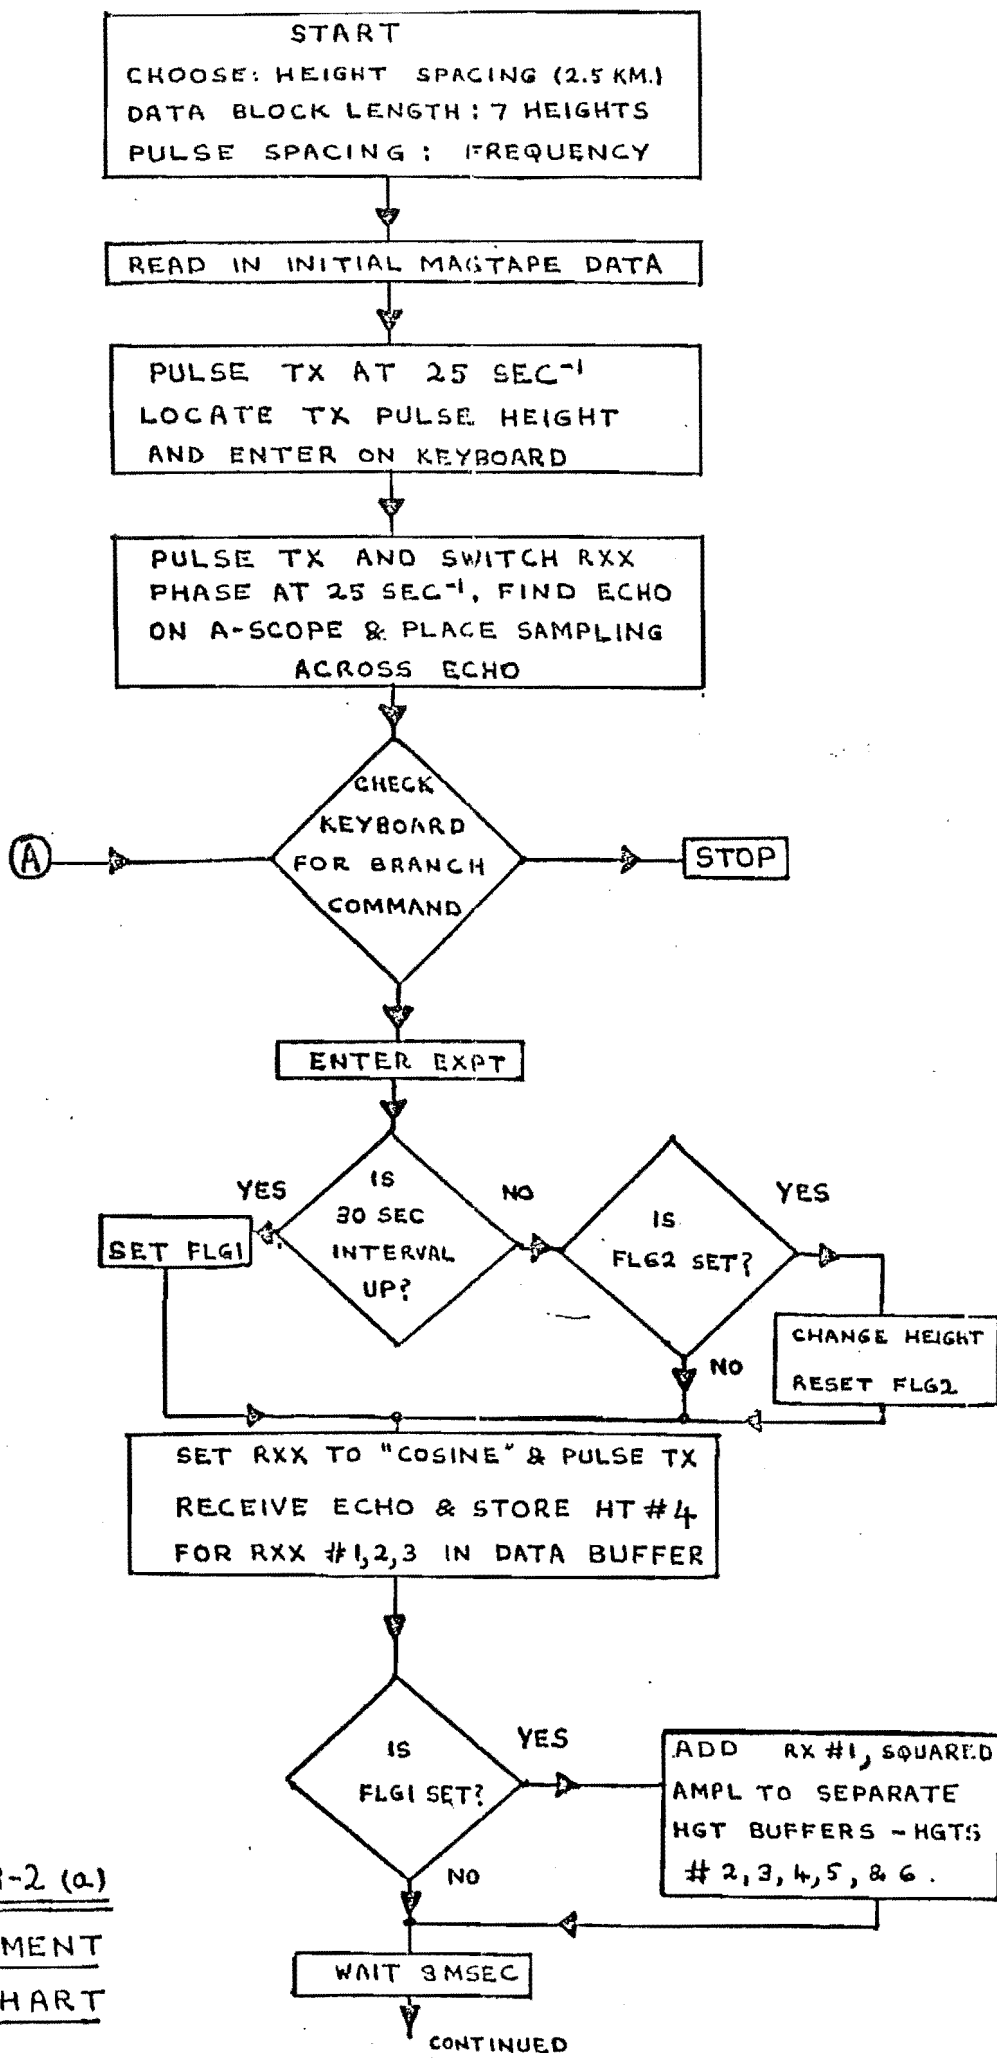 START
CHOOSE: HEIGHT SPACING (2.5 KM.)
DATA BLOCK LENGTH: 7 HEIGHTS
PULSE SPACING: FREQUENCY
READ IN INITIAL MAGTAPE DATA
PULSE TX AT 25 SEC⁻¹
LOCATE TX PULSE HEIGHT
AND ENTER ON KEYBOARD
PULSE TX AND SWITCH RXX
PHASE AT 25 SEC⁻¹, FIND ECHO
ON A-SCOPE & PLACE SAMPLING
ACROSS ECHO
CHECK
KEYBOARD
FOR BRANCH
COMMAND
A
STOP
ENTER EXPT
IS
30 SEC
INTERVAL
UP?
YES
NO
SET FLG1
IS
FLG2 SET?
YES
NO
CHANGE HEIGHT
RESET FLG2
SET RXX TO "COSINE" & PULSE TX
RECEIVE ECHO & STORE HT #4
FOR RXX #1,2,3 IN DATA BUFFER
IS
FLG1 SET?
YES
NO
ADD RX #1, SQUARED
AMPL TO SEPARATE
HGT BUFFERS - HGTS
# 2, 3, 4, 5, & 6.
WAIT 3 MSEC
CONTINUED
-2 (a)
MENT
HART